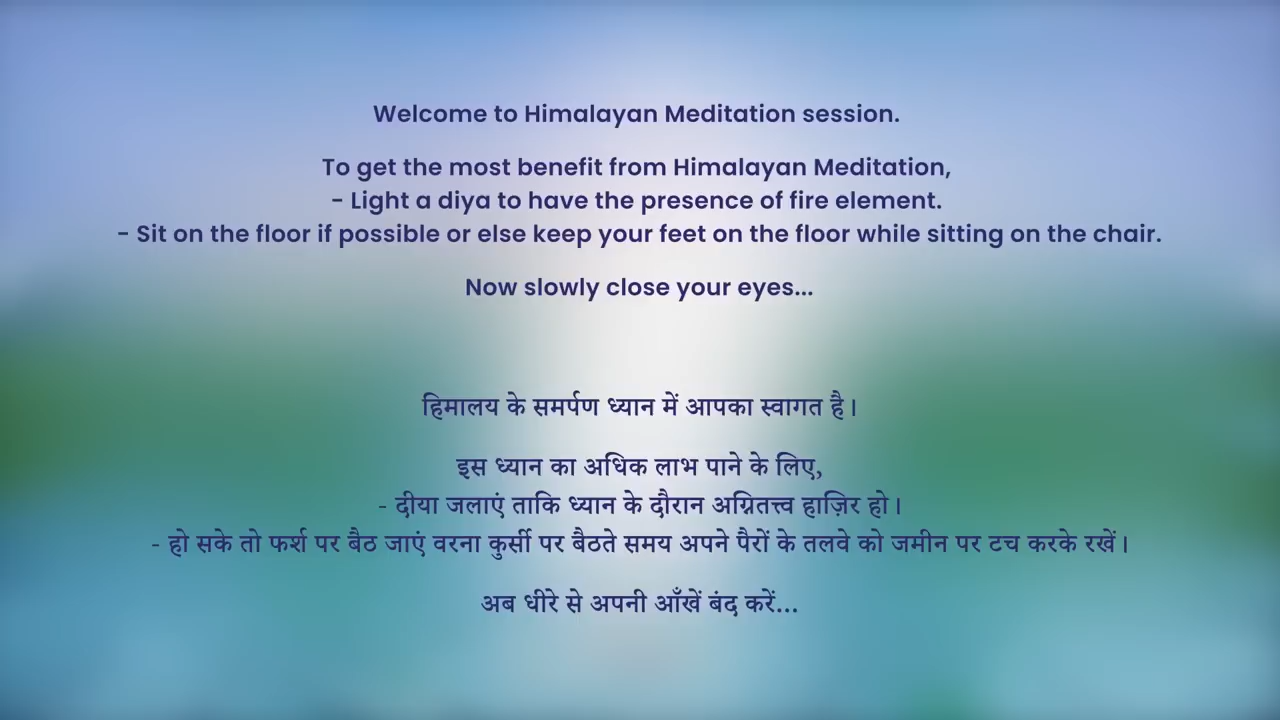 Welcome to Himalayan Meditation session.
To get the most benefit from Himalayan Meditation,
- Light a diya to have the presence of fire element.
- Sit on the floor if possible or else keep your feet on the floor while sitting on the chair.
Now slowly close your eyes...
हिमालय के समर्पण ध्यान में आपका स्वागत है।
इस ध्यान का अधिक लाभ पाने के लिए,
- दीया जलाएं ताकि ध्यान के दौरान अग्नितत्त्व हाज़िर हो।
- हो सके तो फर्श पर बैठ जाएं वरना कुर्सी पर बैठते समय अपने पैरों के तलवे को जमीन पर टच करके रखें।
अब धीरे से अपनी आँखें बंद करें...